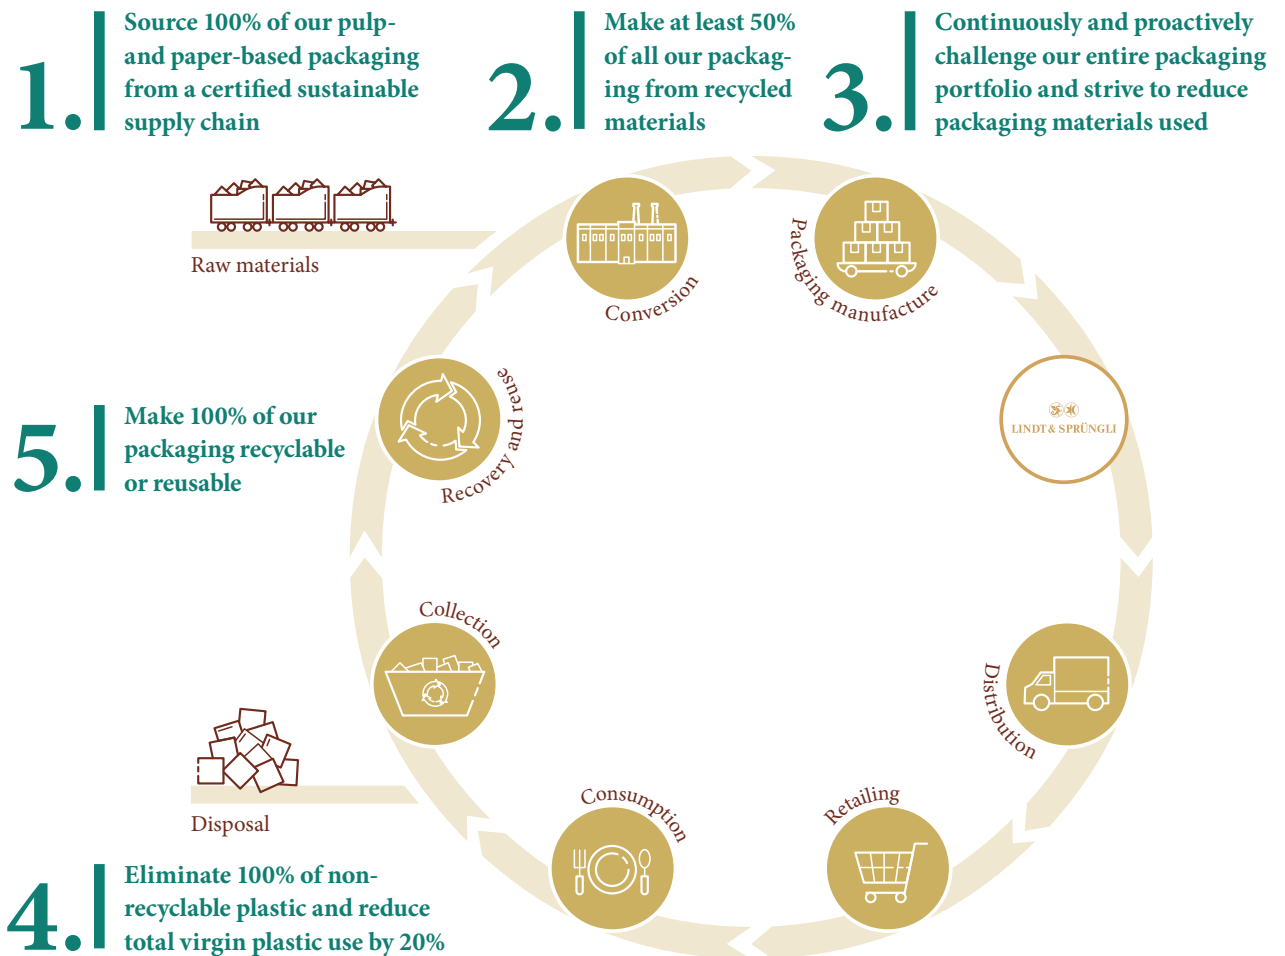 1.
Source 100% of our pulp-
and paper-based packaging
from a certified sustainable
supply chain
2.
Make at least 50%
of all our packag-
ing from recycled
materials
3.
Continuously and proactively
challenge our entire packaging
portfolio and strive to reduce
packaging materials used
Raw materials
Conversion
Packaging manufacture
LINDT & SPRÜNGLI
5.
Make 100% of our
packaging recyclable
or reusable
Recovery and reuse
Collection
Distribution
Disposal
Consumption
Retailing
4.
Eliminate 100% of non-
recyclable plastic and reduce
total virgin plastic use by 20%